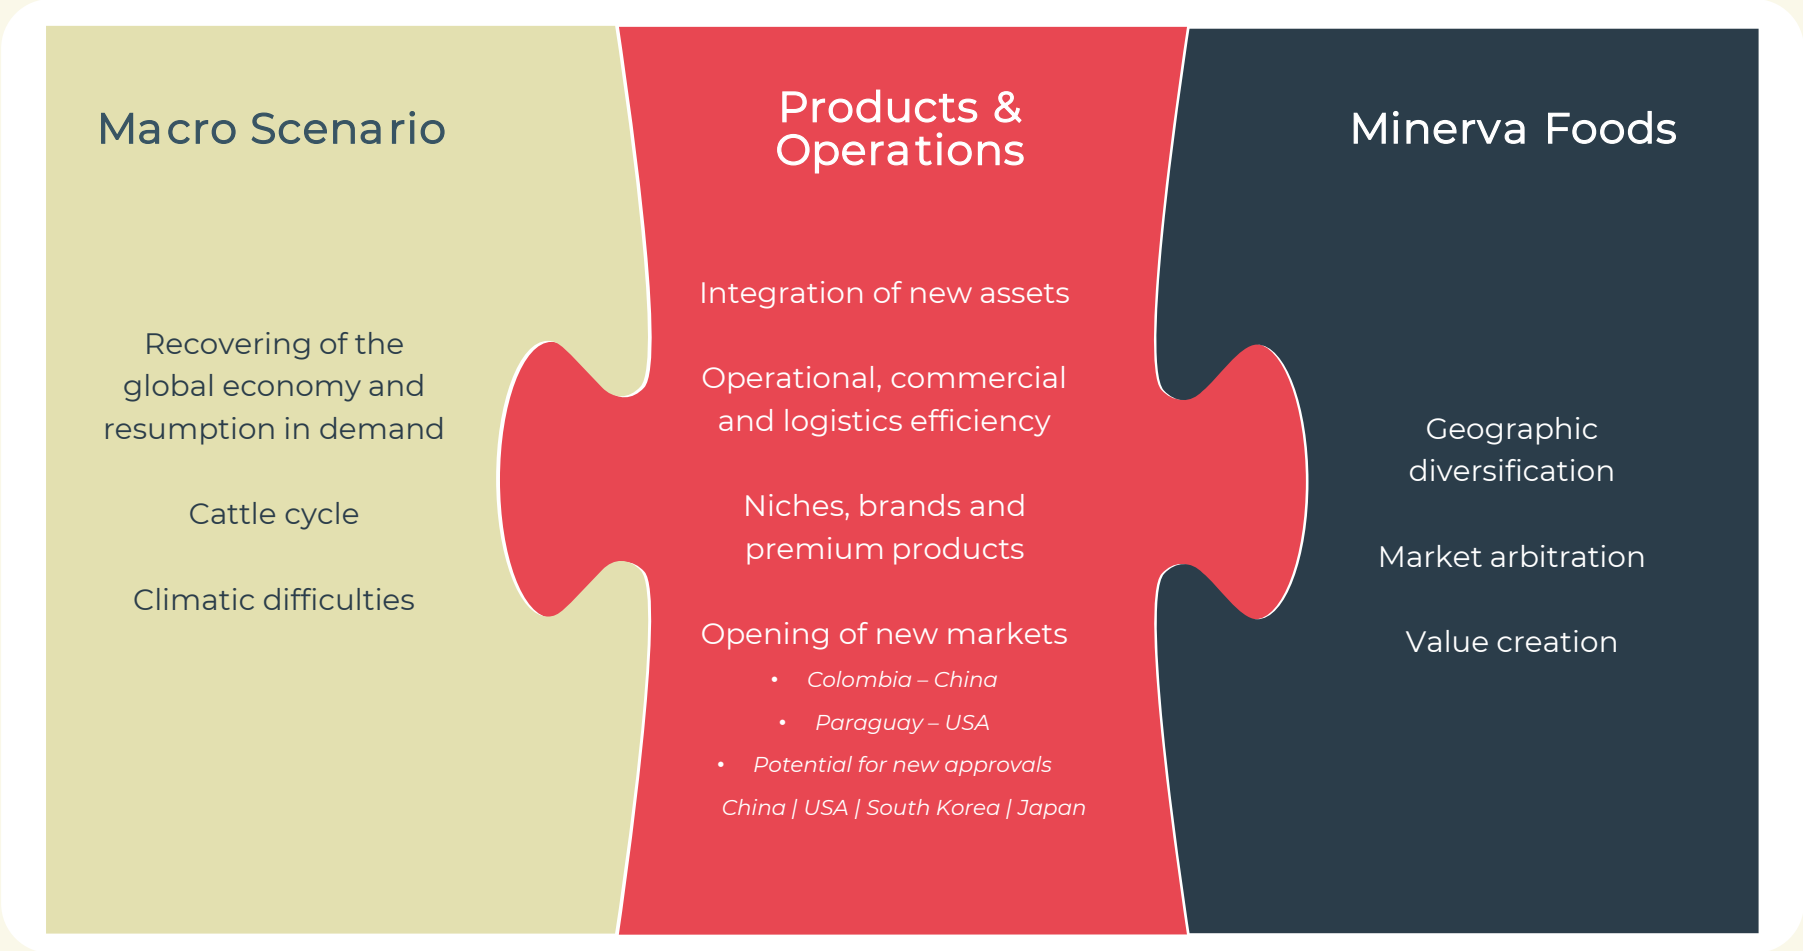 Macro Scenario
Recovering of the
global economy and
resumption in demand
Cattle cycle
Climatic difficulties
Products &
Operations
Integration of new assets
Operational, commercial
and logistics efficiency
Niches, brands and
premium products
Opening of new markets
• Colombia – China
• Paraguay – USA
• Potential for new approvals
China | USA | South Korea | Japan
Minerva Foods
Geographic
diversification
Market arbitration
Value creation